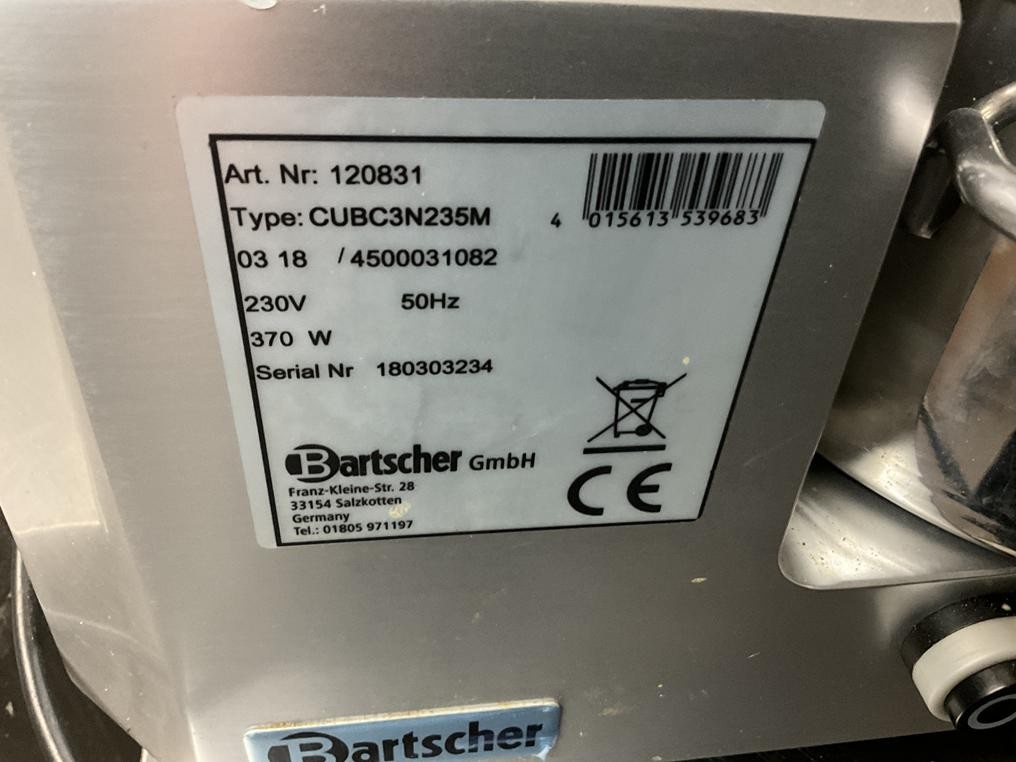 Art. Nr: 120831
Type: CUBC3N235M
4 015613 539683
03 18 / 4500031082
230V 50Hz
370 W
Serial Nr 180303234
Bartscher GmbH
Franz-Kleine-Str. 28
33154 Salzkotten
Germany
Tel.: 01805 971197
CE
Bartscher